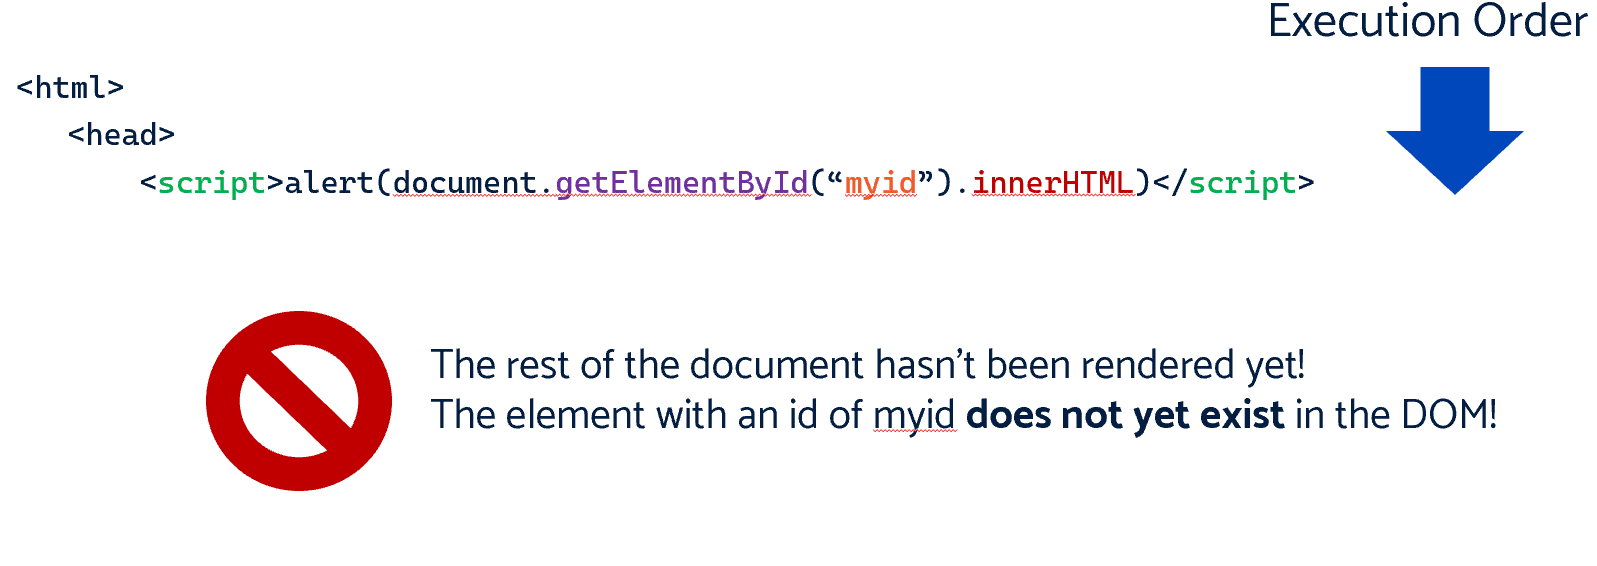 Execution Order
<html>
<head>
<script>alert(document.getElementById(“myid”).innerHTML)</script>
The rest of the document hasn’t been rendered yet!
The element with an id of myid does not yet exist in the DOM!